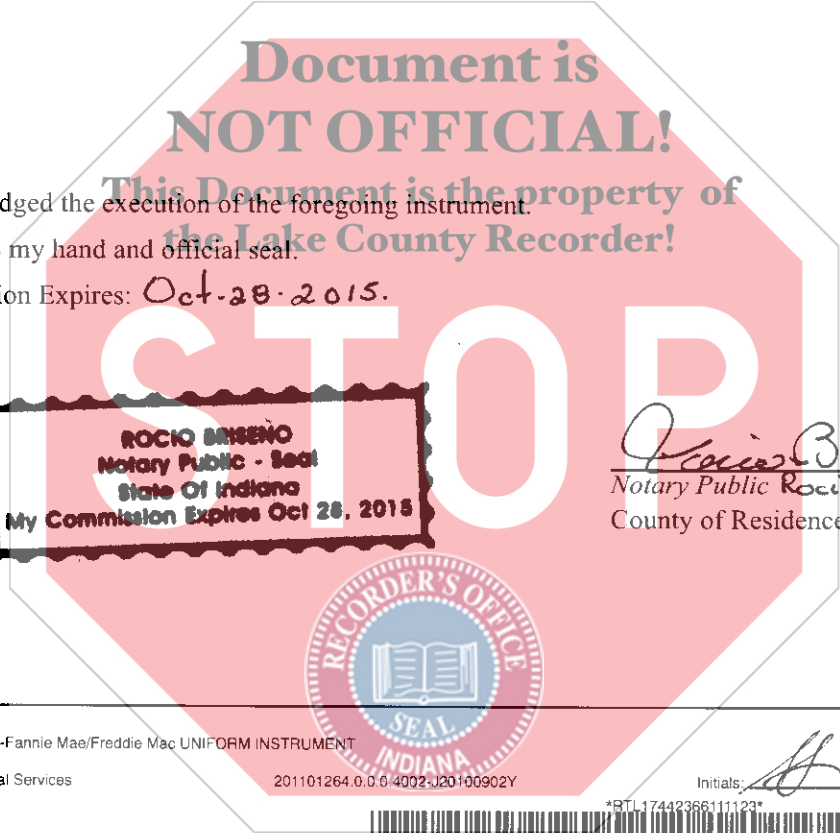 Document is
NOT OFFICIAL!
This Document is the property of
the Lake County Recorder!
dged the execution of the foregoing instrument.
my hand and official seal.
ion Expires: Oct-28-2015.
STOP
ROCIO BRISENO
Notary Public - Seal
State Of Indiana
My Commission Expires Oct 28, 2015
Notary Public Roci
County of Residence
RECORDER'S OFFICE
SEAL
INDIANA
-Fannie Mae/Freddie Mac UNIFORM INSTRUMENT
al Services
201101264.0.0.0.4002-J20100902Y
Initials:
*RTL17442366111123*